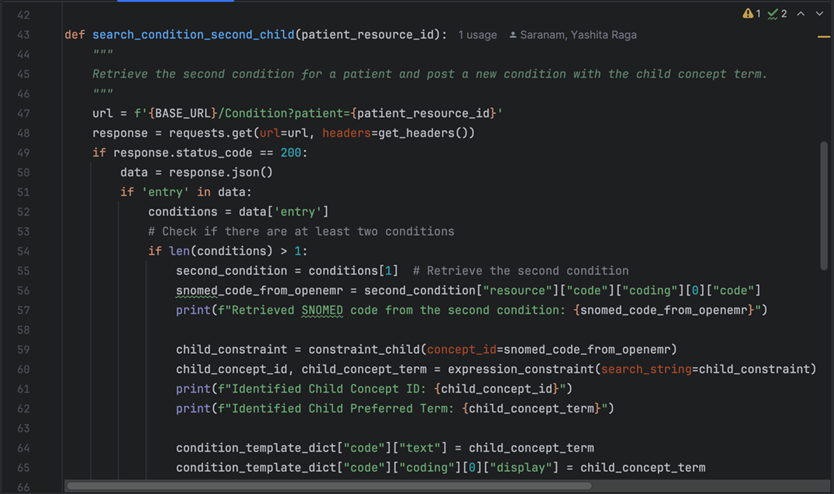 42
1 2
43 def search_condition_second_child(patient_resource_id): 1 usage Saranam, Yashita Raga
44 """
45 Retrieve the second condition for a patient and post a new condition with the child concept term.
46 """
47 url = f'{BASE_URL}/Condition?patient={patient_resource_id}'
48 response = requests.get(url=url, headers=get_headers())
49 if response.status_code == 200:
50 data = response.json()
51 if 'entry' in data:
52 conditions = data['entry']
53 # Check if there are at least two conditions
54 if len(conditions) > 1:
55 second_condition = conditions[1]  # Retrieve the second condition
56 snomed_code_from_openemr = second_condition["resource"]["code"]["coding"][0]["code"]
57 print(f"Retrieved SNOMED code from the second condition: {snomed_code_from_openemr}")
58
59 child_constraint = constraint_child(concept_id=snomed_code_from_openemr)
60 child_concept_id, child_concept_term = expression_constraint(search_string=child_constraint)
61 print(f"Identified Child Concept ID: {child_concept_id}")
62 print(f"Identified Child Preferred Term: {child_concept_term}")
63
64 condition_template_dict["code"]["text"] = child_concept_term
65 condition_template_dict["code"]["coding"][0]["display"] = child_concept_term
66